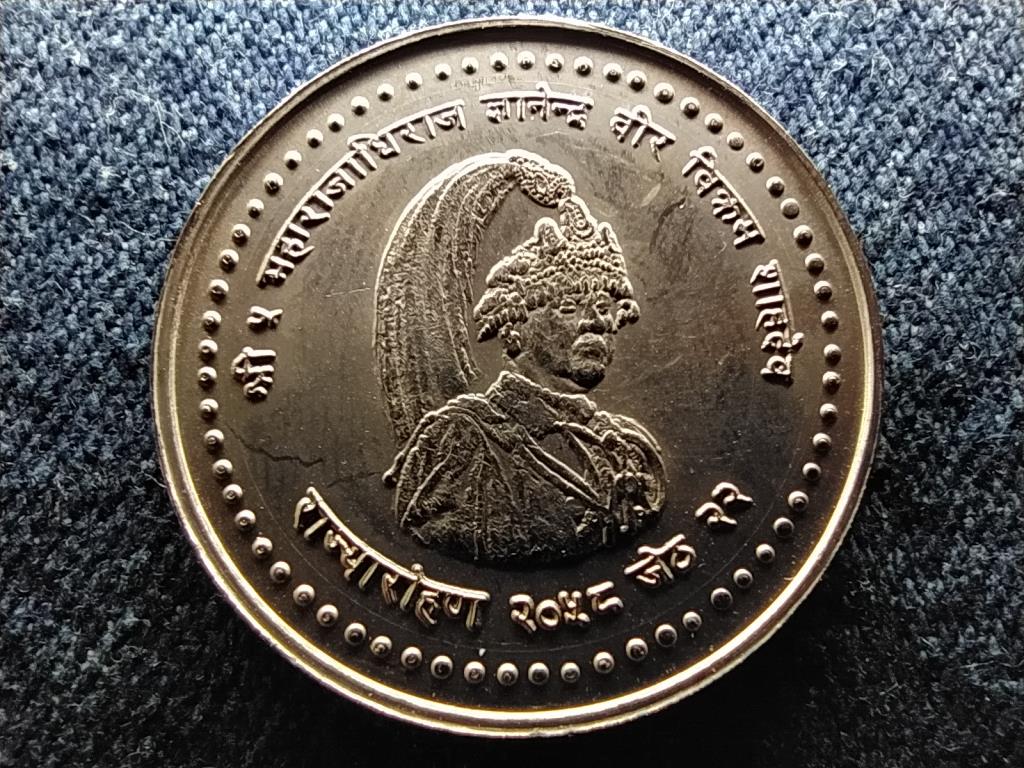 श्री ५ महाराजाधिराज ज्ञानेन्द्र वीर विक्रम शाहदेव
राज्यारोहण २०५८ जेठ २२